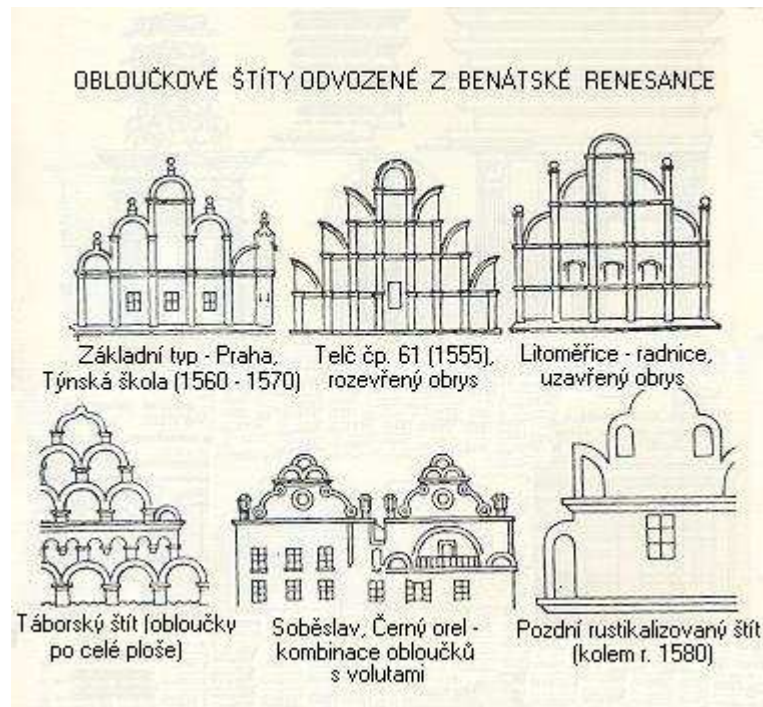 OBLOUČKOVÉ ŠTÍTY ODVOZENÉ Z BENÁTSKÉ RENESANCE
Základní typ - Praha,
Týnská škola (1560 - 1570)
Telč čp. 61 (1555),
rozevřený obrys
Litoměřice - radnice,
uzavřený obrys
Táborský štít (obloučky
po celé ploše)
Soběslav, Černý orel -
kombinace obloučků
s volutami
Pozdní rustikalizovaný štít
(kolem r. 1580)